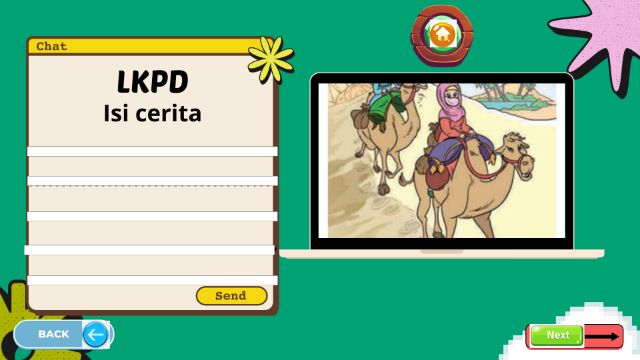 Chat
LKPD
Isi cerita
Send
BACK
Next